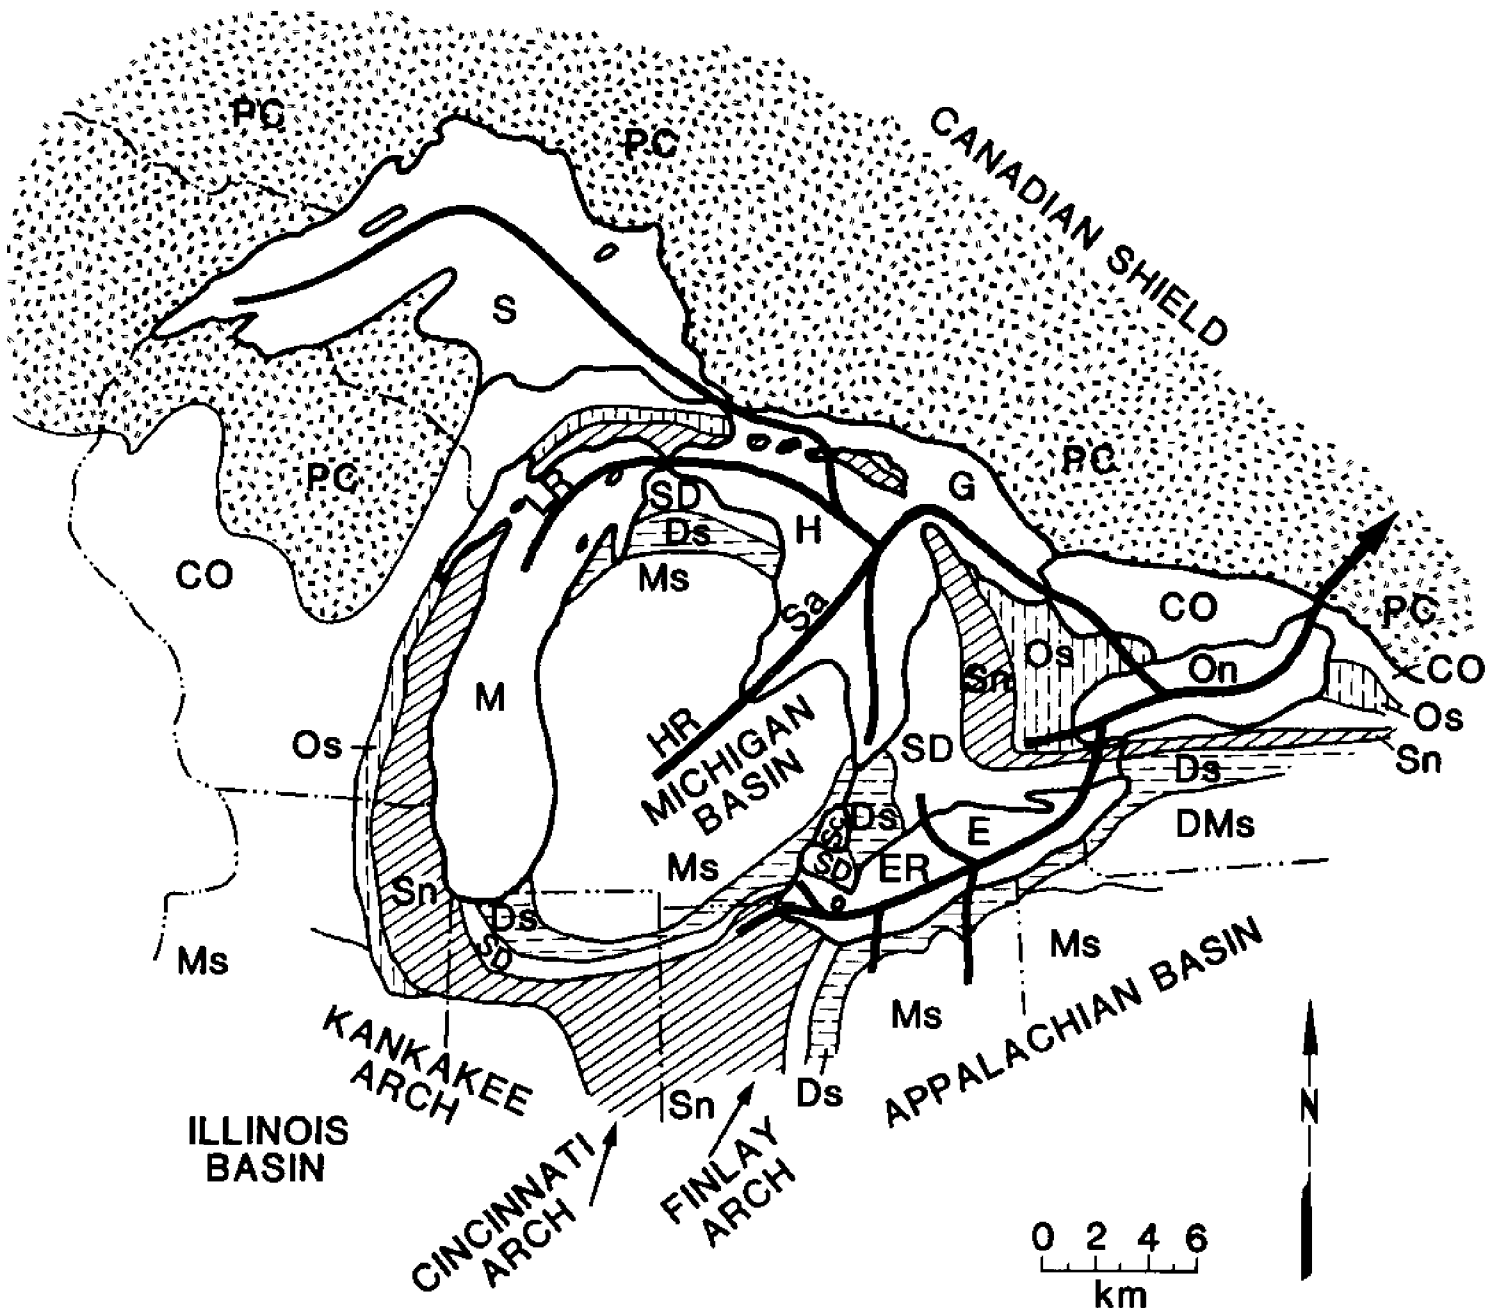 PC
PC
CANADIAN SHIELD
S
PC
PC
G
LR
SD
Ds
H
Ms
CO
Sa
CO
PC
Os
Sn
On
CO
M
Os
Os
HR
MICHIGAN
BASIN
SD
Ds
Sn
Sc
Ds
E
DMs
SD
ER
Ms
Sn
Ds
SD
Ms
Ms
Ms
APPALACHIAN BASIN
KANKAKEE
ARCH
Sn
Ds
N
ILLINOIS
BASIN
CINCINNATI
ARCH
FINLAY
ARCH
0 2 4 6
km